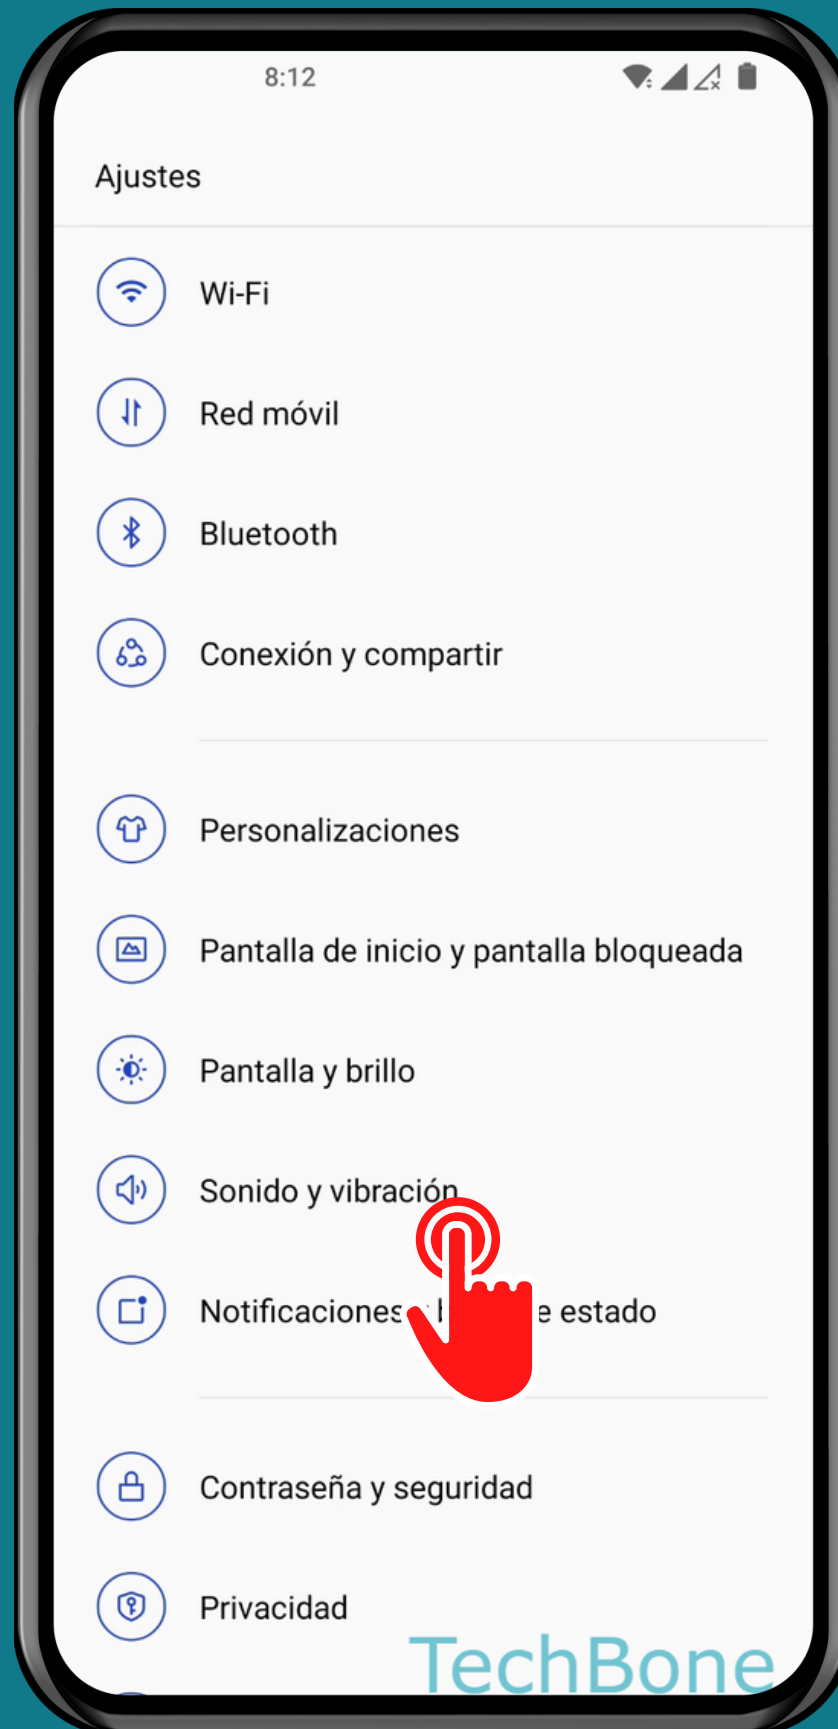 8:12
Ajustes
Wi-Fi
Red móvil
Bluetooth
Conexión y compartir
Personalizaciones
Pantalla de inicio y pantalla bloqueada
Pantalla y brillo
Sonido y vibración
Notificaciones estado
Contraseña y seguridad
Privacidad
TechBone